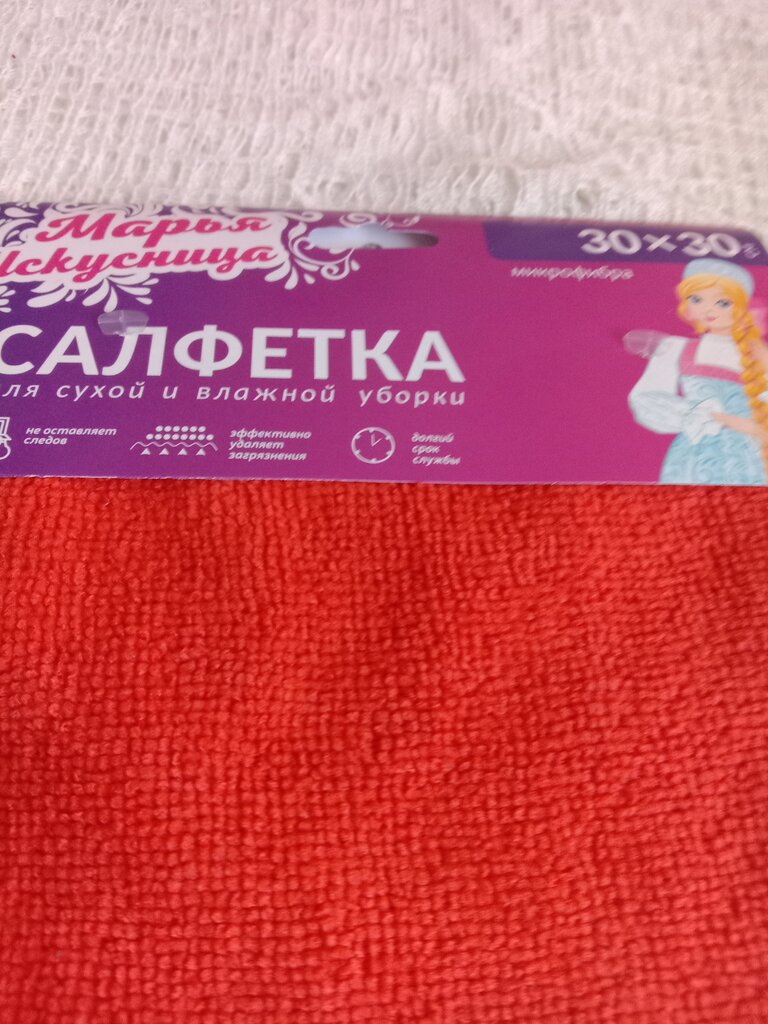 Марья
Искусница
30×30
микрофибра
САЛФЕТКА
для сухой и влажной уборки
не оставляет
следов
эффективно
удаляет
загрязнения
долгий
срок
службы